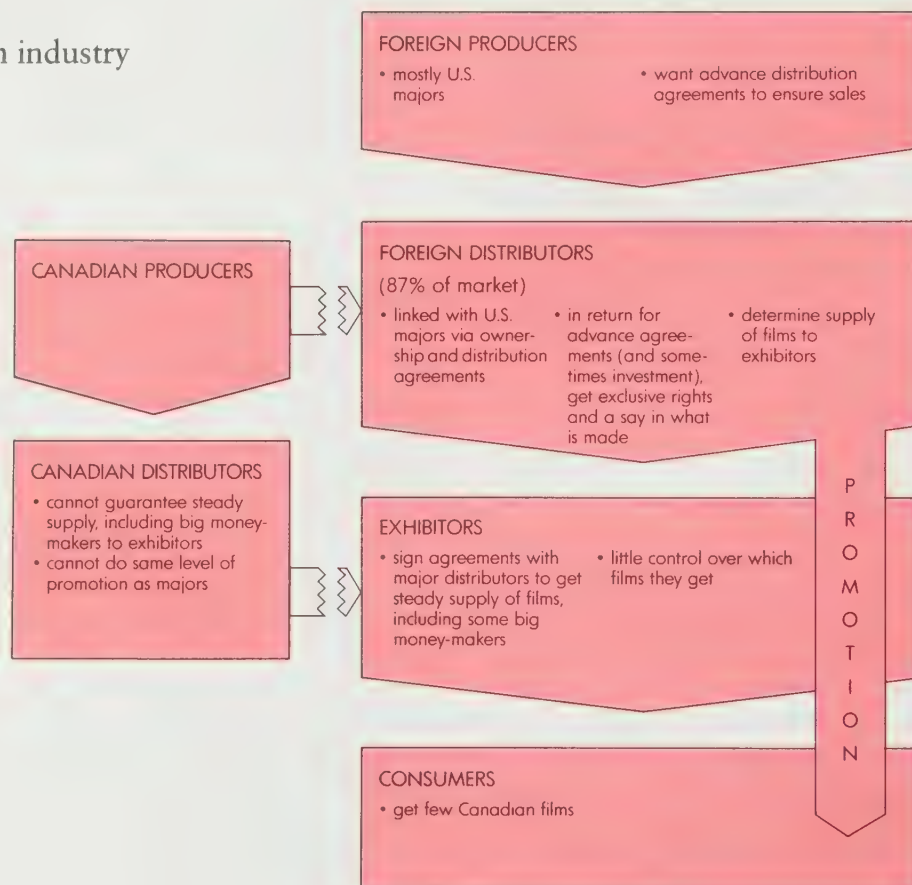 n industry
FOREIGN PRODUCERS
• mostly U.S.
majors
• want advance distribution
agreements to ensure sales
CANADIAN PRODUCERS
FOREIGN DISTRIBUTORS
(87% of market)
• linked with U.S.
majors via owner-
ship and distribution
agreements
• in return for
advance agree-
ments (and some-
times investment),
get exclusive rights
and a say in what
is made
• determine supply
of films to
exhibitors
CANADIAN DISTRIBUTORS
• cannot guarantee steady
supply, including big money-
makers to exhibitors
• cannot do same level of
promotion as majors
EXHIBITORS
• sign agreements with
major distributors to get
steady supply of films,
including some big
money-makers
• little control over which
films they get
PROMOTION
CONSUMERS
• get few Canadian films